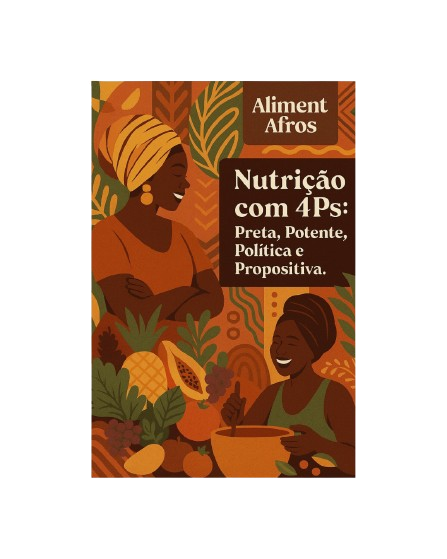 Aliment
Afros
Nutrição
com 4Ps:
Preta, Potente,
Política e
Propositiva.